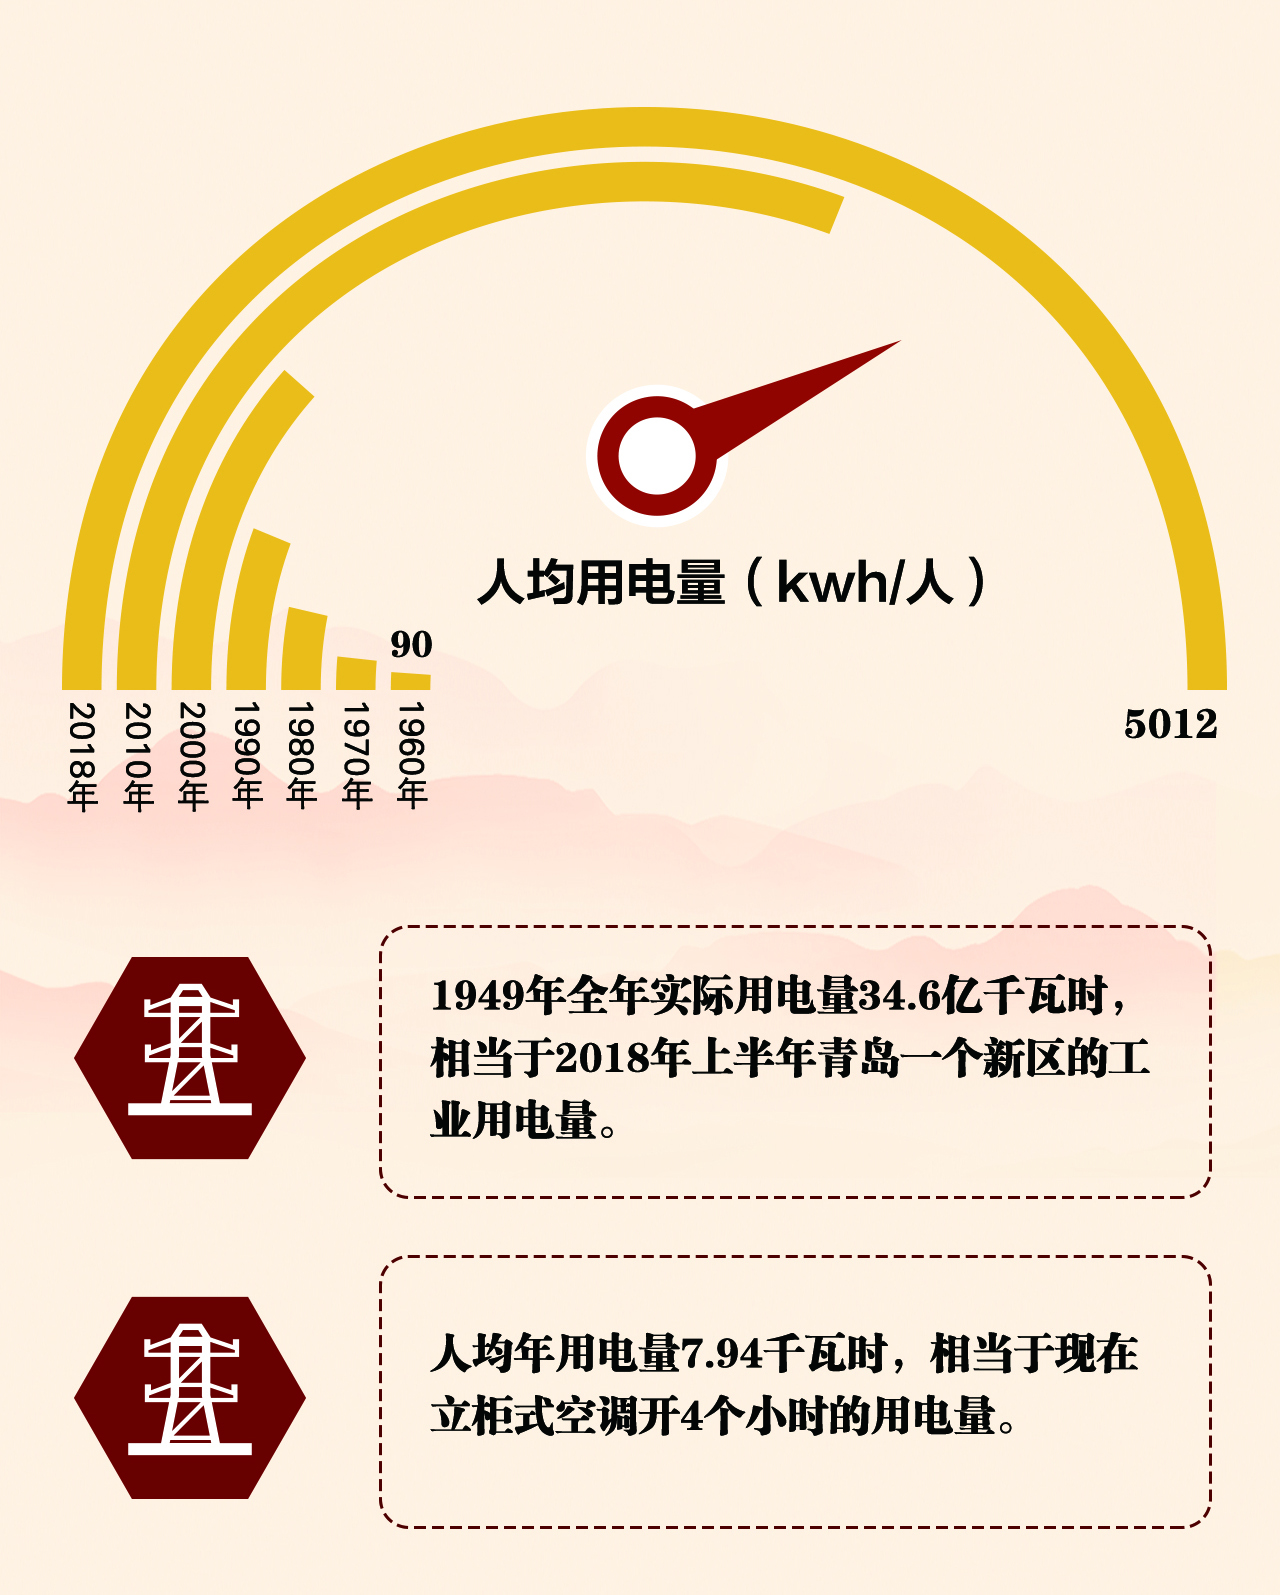 人均用电量（kwh/人）
90
2018年
2010年
2000年
1990年
1980年
1970年
1960年
5012
1949年全年实际用电量34.6亿千瓦时，
相当于2018年上半年青岛一个新区的工
业用电量。
人均年用电量7.94千瓦时，相当于现在
立柜式空调开4个小时的用电量。